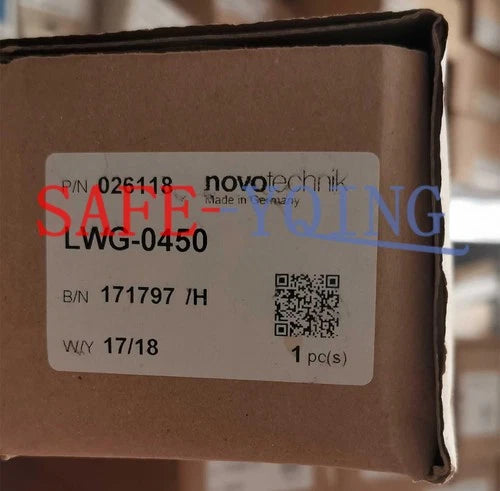 P/N 026118 novotechnik
Made in Germany
SAFE--YQING
LWG-0450
B/N 171797 /H
W/Y 17/18
1 pc(s)